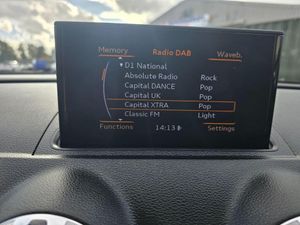 Memory Radio DAB Waveb.
D1 National
Absolute Radio Rock
Capital DANCE Pop
Capital UK Pop
Capital XTRA Pop
Classic FM Light
Functions 14:13 Settings